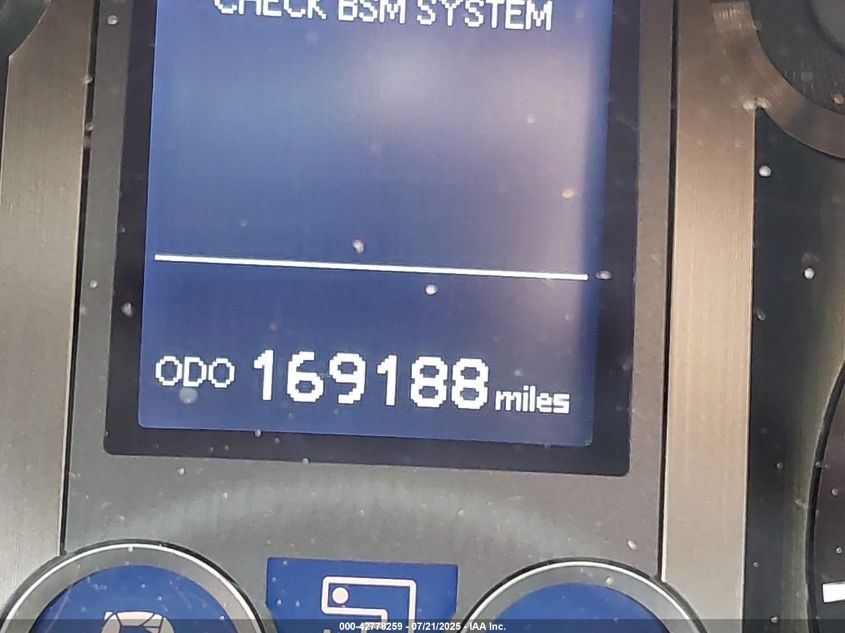 CHECK BSM SYSTEM
ODO 169188 miles
000-42778259 - 07/21/2025 - IAA Inc.